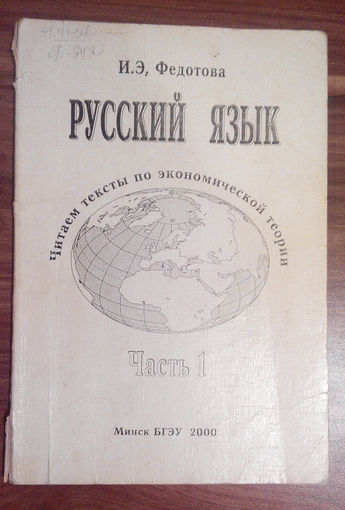 И.Э, Федотова
РУССКИЙ ЯЗЫК
Читаем тексты по экономической теории
Часть 1
Минск БГЭУ 2000